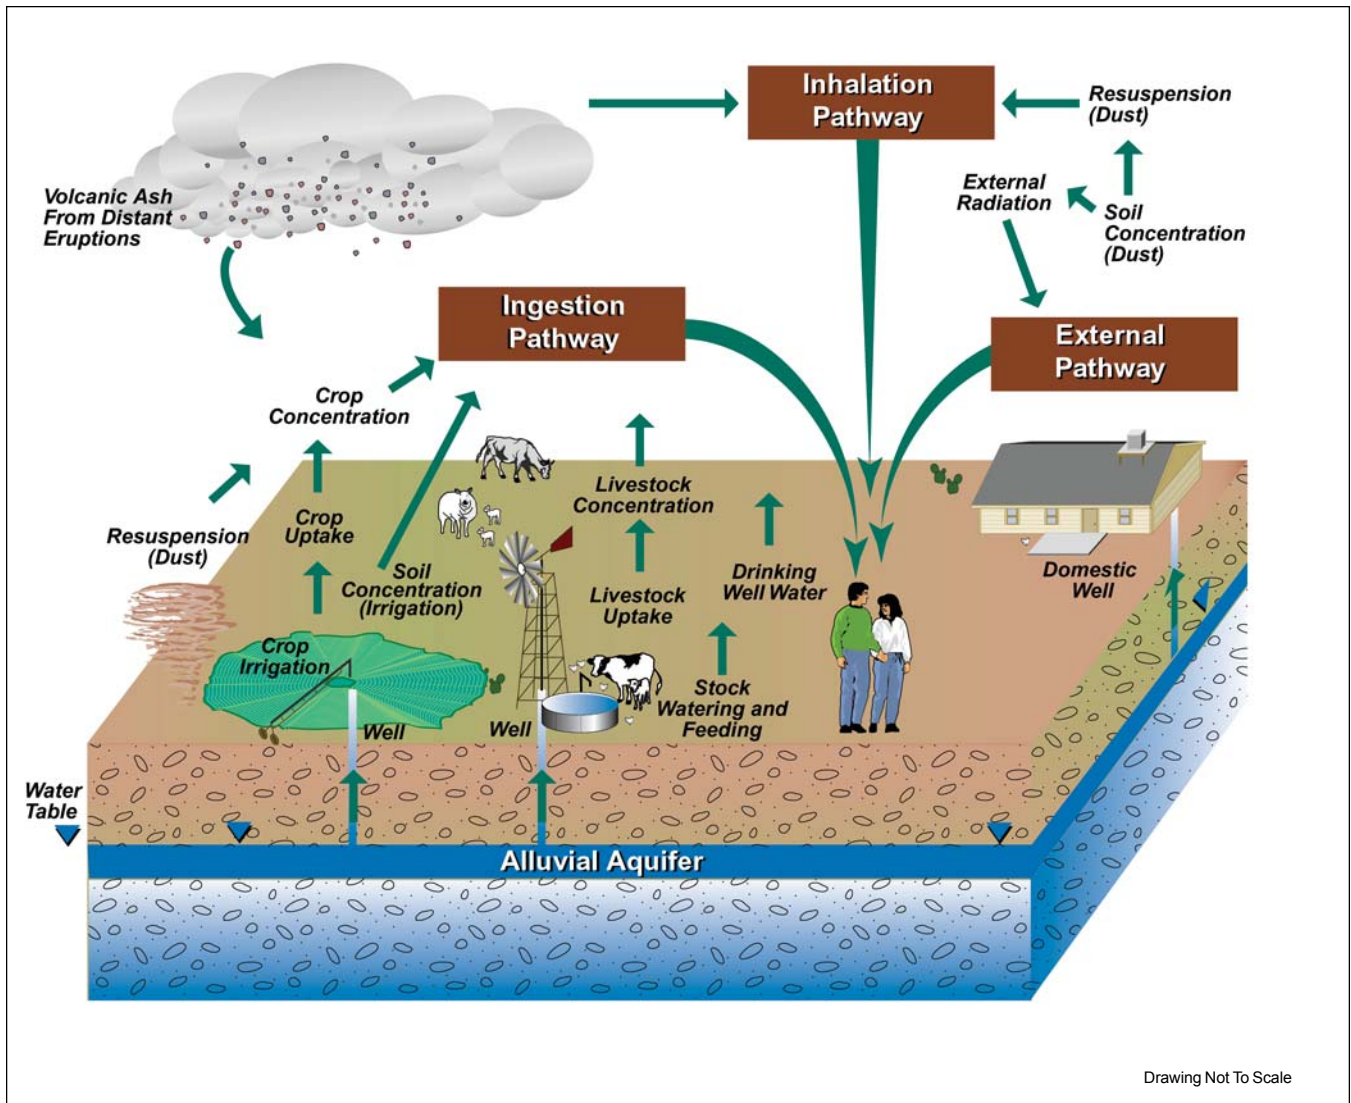 Inhalation
Pathway
Resuspension
(Dust)
External
Radiation
Soil
Concentration
(Dust)
Volcanic Ash
From Distant
Eruptions
Ingestion
Pathway
External
Pathway
Crop
Concentration
Livestock
Concentration
Resuspension
(Dust)
Crop
Uptake
Soil
Concentration
(Irrigation)
Livestock
Uptake
Drinking
Well Water
Domestic
Well
Crop
Irrigation
Stock
Watering and
Feeding
Well
Well
Water
Table
Alluvial Aquifer
Drawing Not To Scale